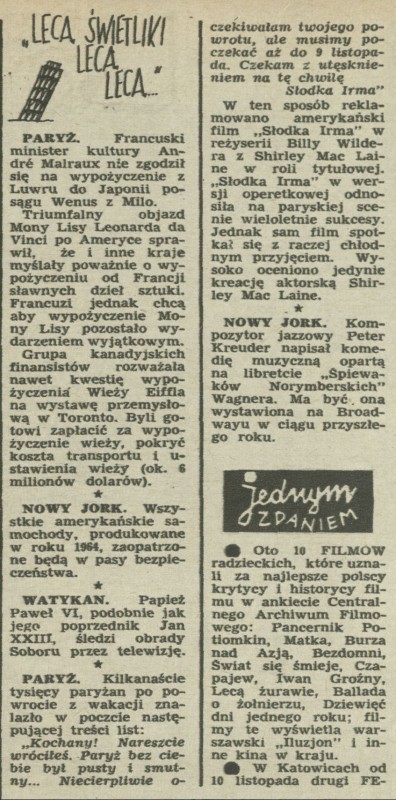 „LECĄ ŚWIETLIKI
LECĄ
LECĄ..."
PARYŻ. Francuski
minister kultury An-
dré Malraux nie zgodził
się na wypożyczenie z
Luwru do Japonii po-
sągu Wenus z Milo.
Triumfalny objazd
Mony Lisy Leonarda da
Vinci po Ameryce spra-
wił, że i inne kraje
myślały poważnie o wy-
pożyczeniu od Francji
sławnych dzieł sztuki.
Francuzi jednak chcą
aby wypożyczenie Mo-
ny Lisy pozostało wy-
darzeniem wyjątkowym.
Grupa kanadyjskich
finansistów rozważała
nawet kwestię wypo-
życzenia Wieży Eiffla
na wystawę przemysło-
wą w Toronto. Byli go-
towi zapłacić za wypo-
życzenie wieży, pokryć
koszta transportu i u-
stawienia wieży (ok. 6
milionów dolarów).
★
NOWY JORK. Wszy-
stkie amerykańskie sa-
mochody, produkowane
w roku 1964, zaopatrzo-
ne będą w pasy bezpie-
czeństwa.
★
WATYKAN. Papież
Paweł VI, podobnie jak
jego poprzednik Jan
XXIII, śledzi obrady
Soboru przez telewizję.
★
PARYŻ. Kilkanaście
tysięcy paryżan po po-
wrocie z wakacji zna-
lazło w poczcie nastę-
pującej treści list:
„Kochany! Nareszcie
wróciłeś. Paryż bez cie-
bie był pusty i smut-
ny... Niecierpliwie o-
czekiwałam twojego po-
wrotu, ale musimy po-
czekać aż do 9 listopa-
da. Czekam z utęsknie-
niem na tę chwilę
Słodka Irma"
W ten sposób rekla-
mowano amerykański
film „Słodka Irma" w
reżyserii Billy Wilde-
ra z Shirley Mac Lai-
ne w roli tytułowej.
„Słodka Irma" w wer-
sji operetkowej odno-
siła na paryskiej sce-
nie wieloletnie sukcesy.
Jednak sam film spot-
kał się z raczej chłod-
nym przyjęciem. Wy-
soko oceniono jedynie
kreację aktorską Shir-
ley Mac Laine.
★
NOWY JORK. Kom-
pozytor jazzowy Peter
Kreuder napisał kome-
dię muzyczną opartą
na libretcie „Śpiewa-
ków Norymberskich"
Wagnera. Ma być ona
wystawiona na Broad-
wayu w ciągu przyszłe-
go roku.
jednym
ZDANIEM
● Oto 10 FILMÓW
radzieckich, które uzna-
li za najlepsze polscy
krytycy i historycy fil-
mu w ankiecie Central-
nego Archiwum Filmo-
wego: Pancernik Po-
tiomkin, Matka, Burza
nad Azją, Bezdomni,
Świat się śmieje, Cza-
pajew, Iwan Groźny,
Lecą żurawie, Ballada
o żołnierzu, Dziewięć
dni jednego roku; fil-
my te wyświetla war-
szawski „Iluzjon" i in-
ne kina w kraju.
● W Katowicach od
10 listopada drugi FE-